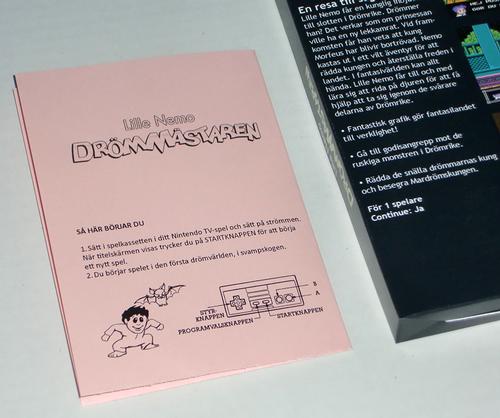 Lille Nemo
DRÖMMÄSTAREN
SÅ HÄR BÖRJAR DU
1. Sätt i spelkassetten i ditt Nintendo TV-spel och sätt på strömmen.
När titelskärmen visas trycker du på STARTKNAPPEN för att börja
ett nytt spel.
2. Du börjar spelet i den första drömvärlden, i svampskogen.
B
A
STYR-
KNAPPEN
PROGRAMVALSKNAPPEN
STARTKNAPPEN
En resa till
Lille Nemo får en kunglig
till slottet i Drömrike. Drömmer
han? Det verkar som om prinsessan
ville ha en ny lekkamrat. Vid fram-
komsten får han veta att kung
Morfeus har blivit bortrövad. Nemo
kastas ut i ett vilt äventyr för att
rädda kungen och återställa freden i
landet. I fantasivärlden kan allt
hända. Lille Nemo får till och med
lära sig att rida på djuren för att få
hjälp att ta sig igenom de svårare
delarna av Drömrike.
• Fantastisk grafik gör fantasilandet
till verklighet!
• Gå till godisangrepp mot de
ruskiga monstren i Drömrike.
• Rädda de snälla drömmarnas kung
och besegra Mardrömskungen.
För 1 spelare
Continue: Ja